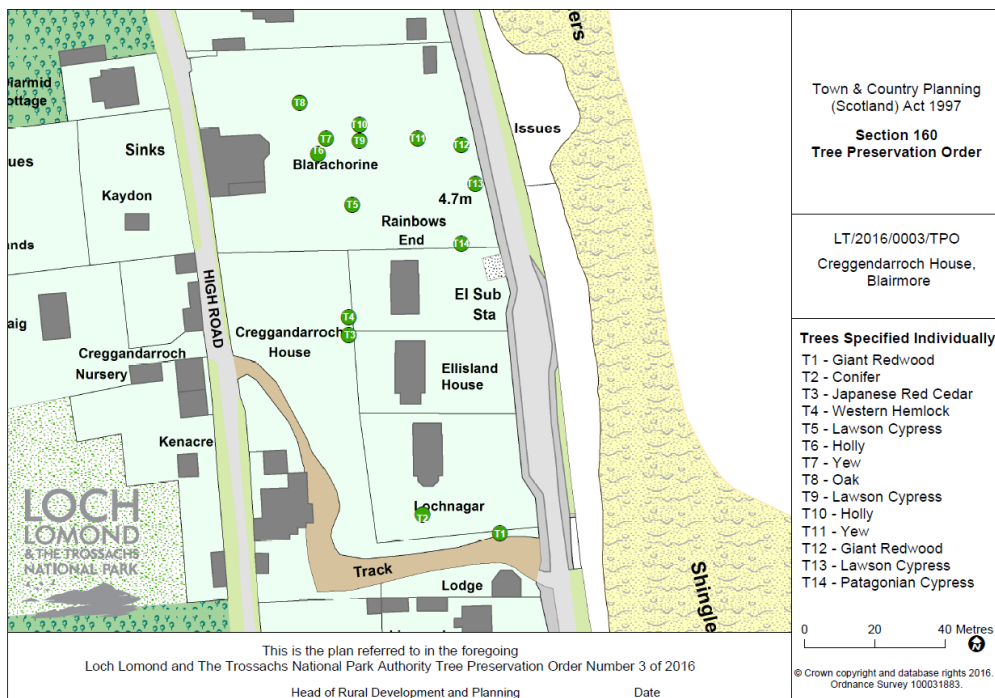 ers
iarmid
ottage
Sinks
ues
Kaydon
ands
T8
T10
T7
T9
T11
T12
T6
Blarachorine
Issues
T13
4.7m
T5
Rainbows
End
T14
HIGH ROAD
El Sub
Sta
aig
T4
T3
Creggandarroch
House
Creggandarroch
Nursery
Ellisland
House
Kenacre
Lochnagar
T2
T1
Track
Lodge
Shingle
LOCH
LOMOND
& THE TROSSACHS
NATIONAL PARK
Town & Country Planning
(Scotland) Act 1997
Section 160
Tree Preservation Order
LT/2016/0003/TPO
Creggendarroch House,
Blairmore
Trees Specified Individually
T1 - Giant Redwood
T2 - Conifer
T3 - Japanese Red Cedar
T4 - Western Hemlock
T5 - Lawson Cypress
T6 - Holly
T7 - Yew
T8 - Oak
T9 - Lawson Cypress
T10 - Holly
T11 - Yew
T12 - Giant Redwood
T13 - Lawson Cypress
T14 - Patagonian Cypress
0 20 40 Metres
N
© Crown copyright and database rights 2016.
Ordnance Survey 100031883.
This is the plan referred to in the foregoing
Loch Lomond and The Trossachs National Park Authority Tree Preservation Order Number 3 of 2016
Head of Rural Development and Planning Date